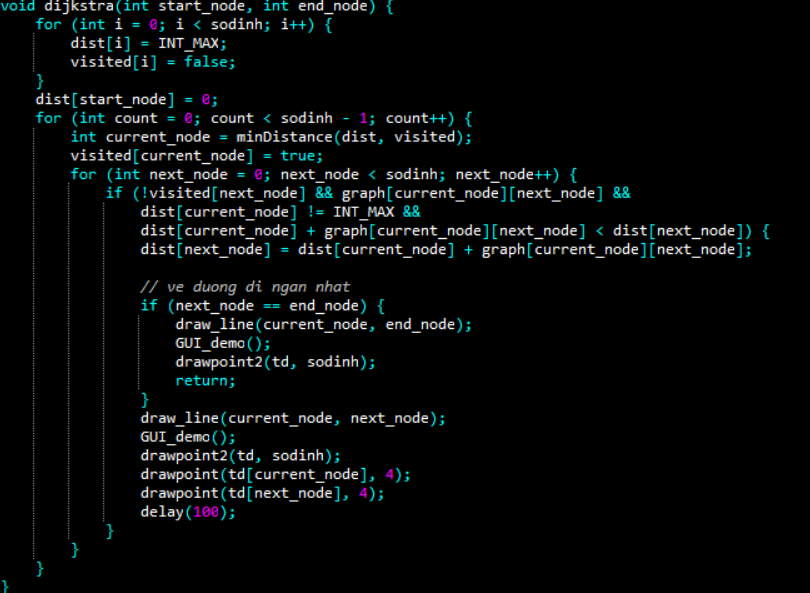 void dijkstra(int start_node, int end_node) {
for (int i = 0; i < sodinh; i++) {
dist[i] = INT_MAX;
visited[i] = false;
}
dist[start_node] = 0;
for (int count = 0; count < sodinh - 1; count++) {
int current_node = minDistance(dist, visited);
visited[current_node] = true;
for (int next_node = 0; next_node < sodinh; next_node++) {
if (!visited[next_node] && graph[current_node][next_node] &&
dist[current_node] != INT_MAX &&
dist[current_node] + graph[current_node][next_node] < dist[next_node]) {
dist[next_node] = dist[current_node] + graph[current_node][next_node];
// ve duong di ngan nhat
if (next_node == end_node) {
draw_line(current_node, end_node);
GUI_demo();
drawpoint2(td, sodinh);
return;
}
draw_line(current_node, next_node);
GUI_demo();
drawpoint2(td, sodinh);
drawpoint(td[current_node], 4);
drawpoint(td[next_node], 4);
delay(100);
}
}
}
}